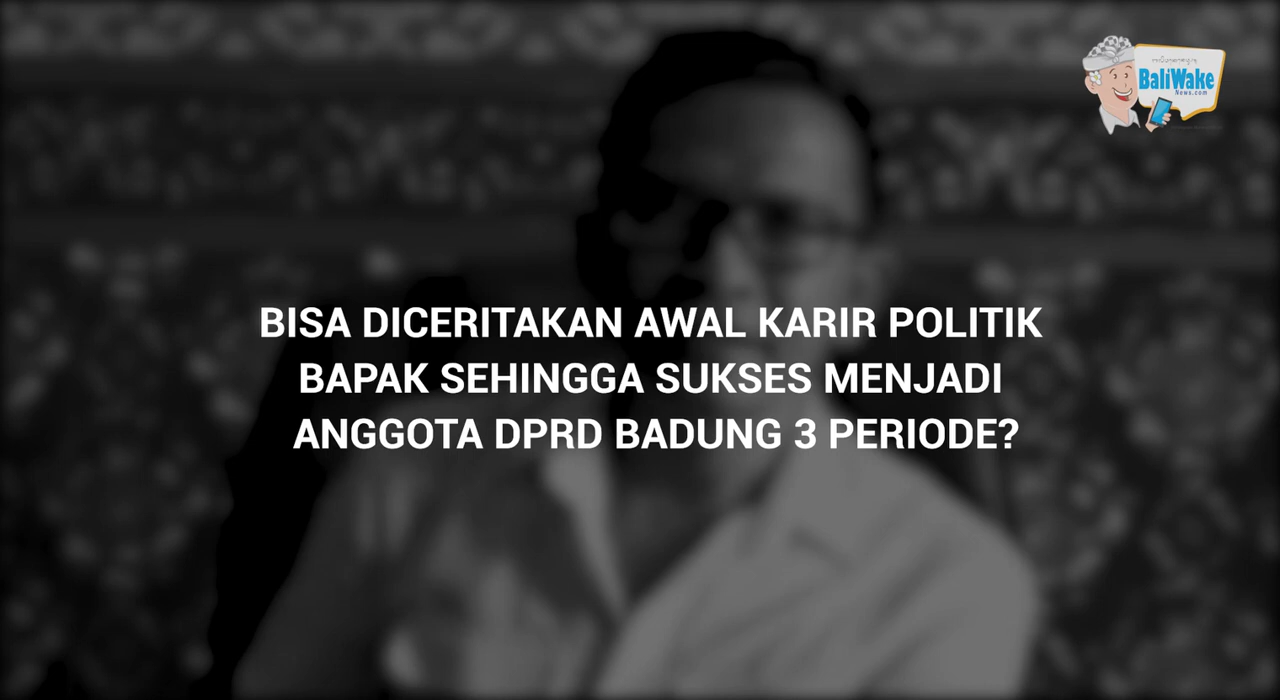 BaliWake
News.com
BISA DICERITAKAN AWAL KARIR POLITIK
BAPAK SEHINGGA SUKSES MENJADI
ANGGOTA DPRD BADUNG 3 PERIODE?